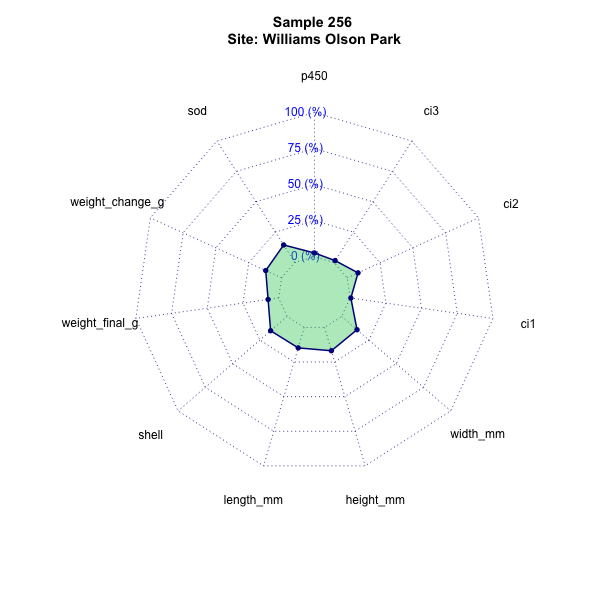 Sample 256
Site: Williams Olson Park
p450
sod
ci3
100 (%)
75 (%)
weight_change_g
50 (%)
ci2
25 (%)
0 (%)
weight_final_g
ci1
shell
width_mm
length_mm
height_mm